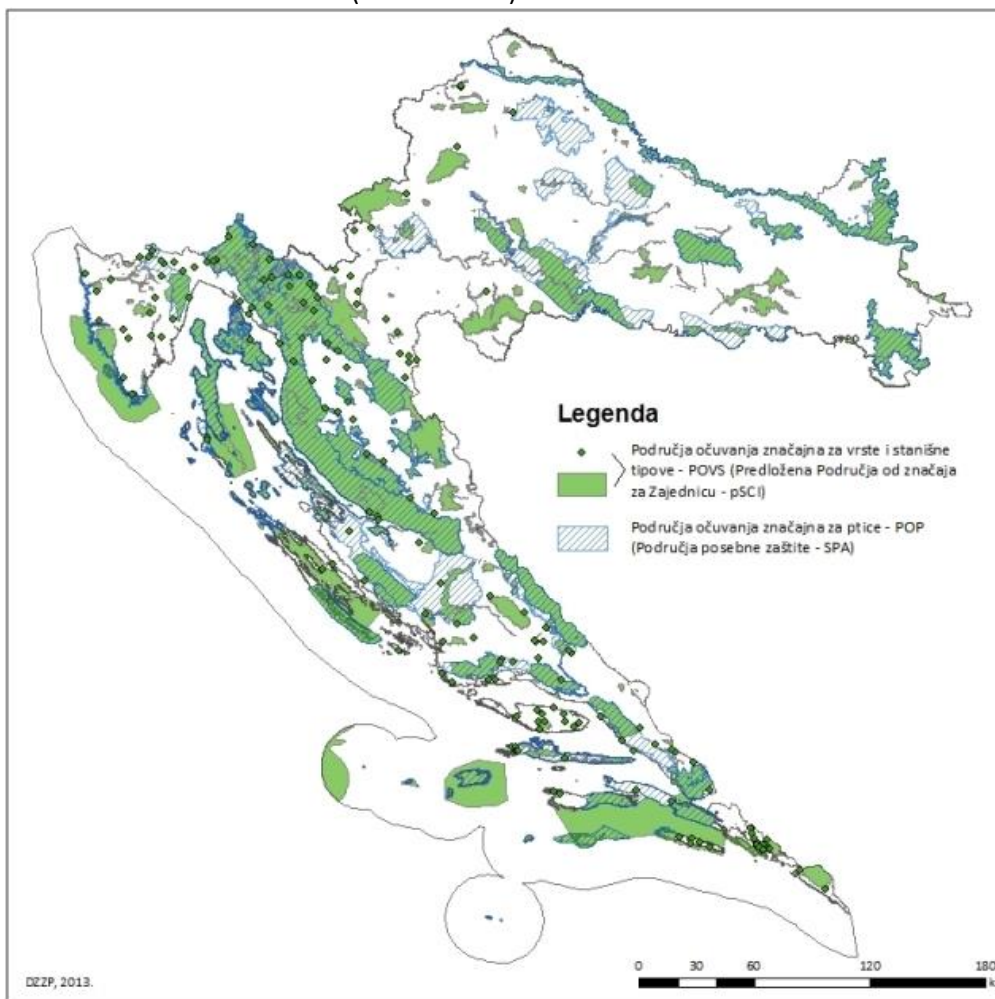 Legenda
Područja očuvanja značajna za vrste i stanišne
tipove - POVS (Predložena Područja od značaja
za Zajednicu - pSCI)
Područja očuvanja značajna za ptice - POP
(Područja posebne zaštite - SPA)
DZZP, 2013.
0 30 60 120 180
k